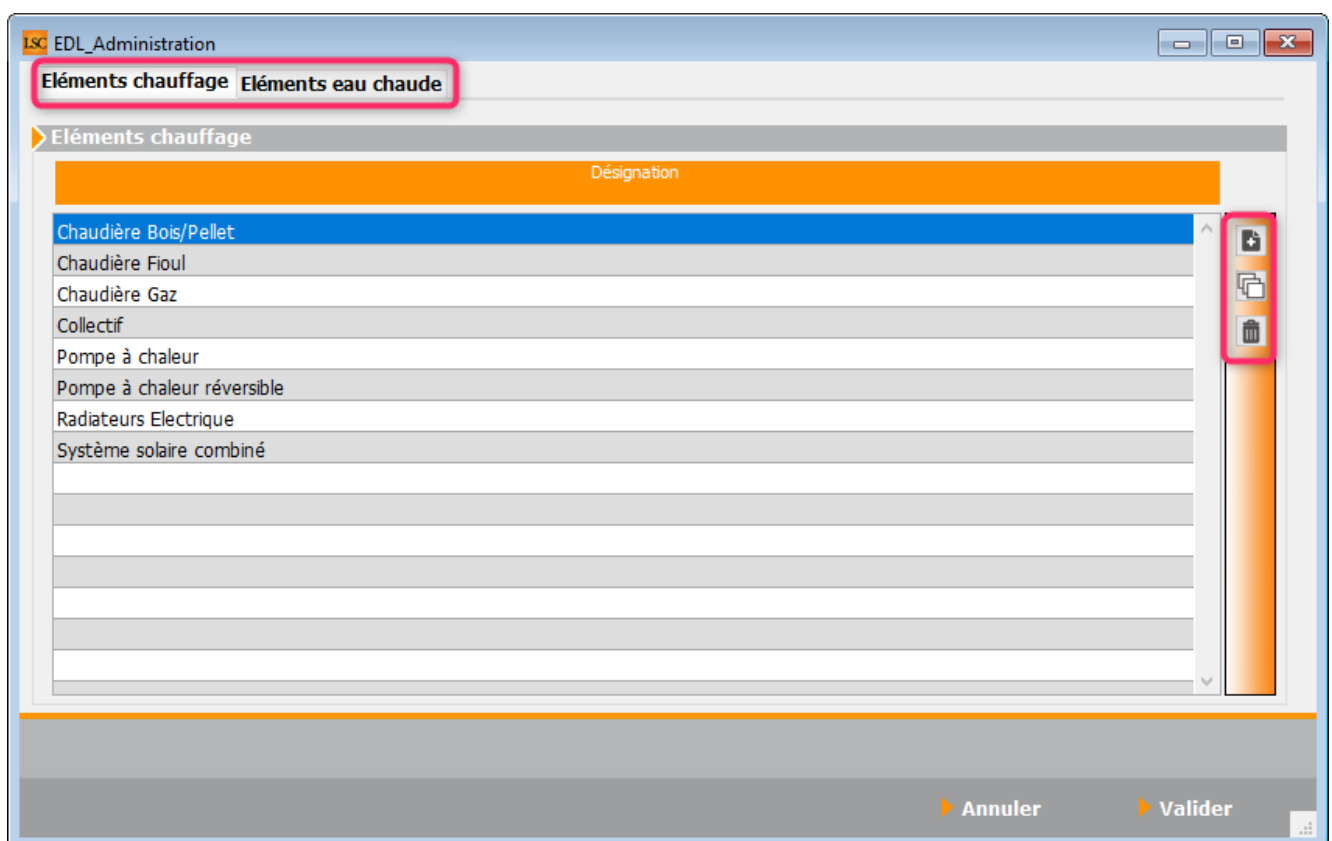 LSC EDL_Administration
Eléments chauffage Eléments eau chaude
Eléments chauffage
Désignation
Chaudière Bois/Pellet
Chaudière Fioul
Chaudière Gaz
Collectif
Pompe à chaleur
Pompe à chaleur réversible
Radiateurs Electrique
Système solaire combiné
Annuler Valider